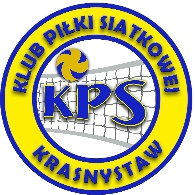 KLUB PIŁKI SIATKOWEJ
KPS
KRASNYSTAW